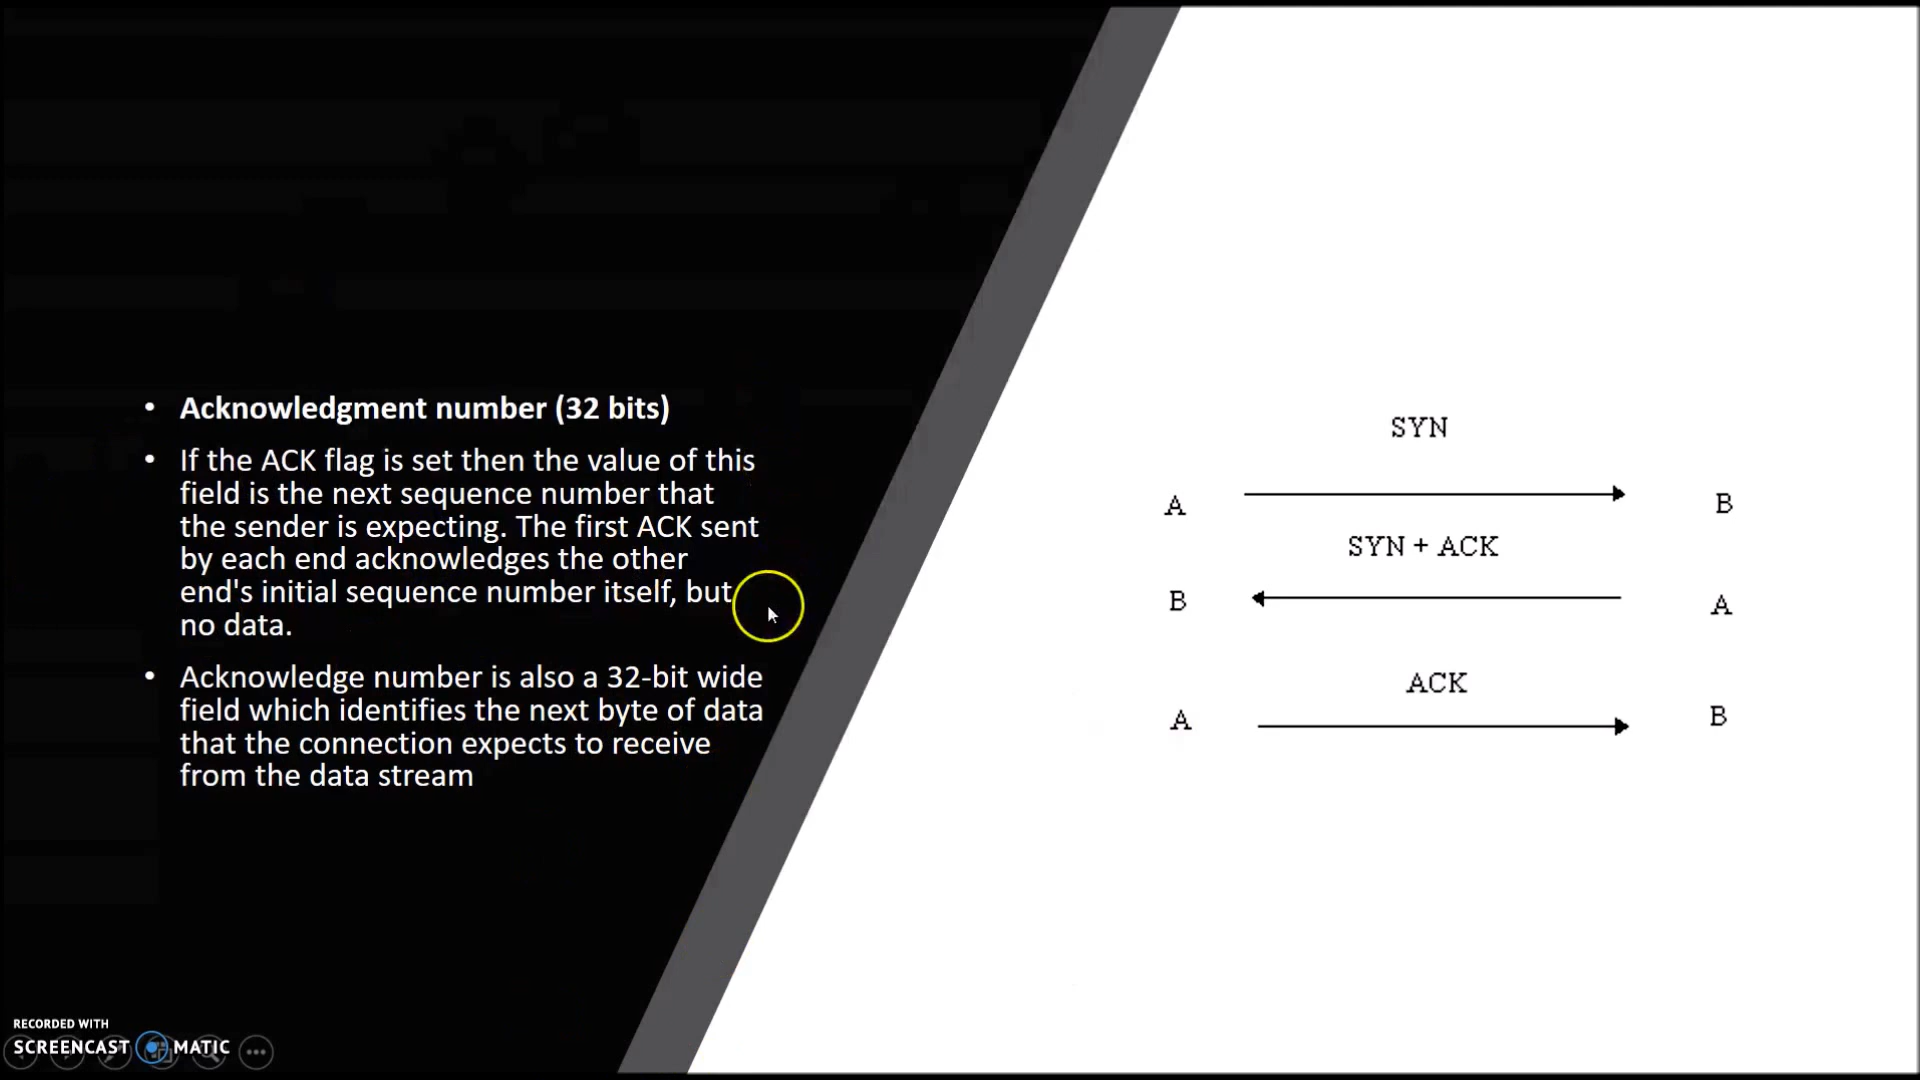 • Acknowledgment number (32 bits)
• If the ACK flag is set then the value of this
field is the next sequence number that
the sender is expecting. The first ACK sent
by each end acknowledges the other
end's initial sequence number itself, but
no data.
• Acknowledge number is also a 32-bit wide
field which identifies the next byte of data
that the connection expects to receive
from the data stream
SYN
A B
SYN + ACK
B A
ACK
A B
RECORDED WITH
SCREENCAST MATIC